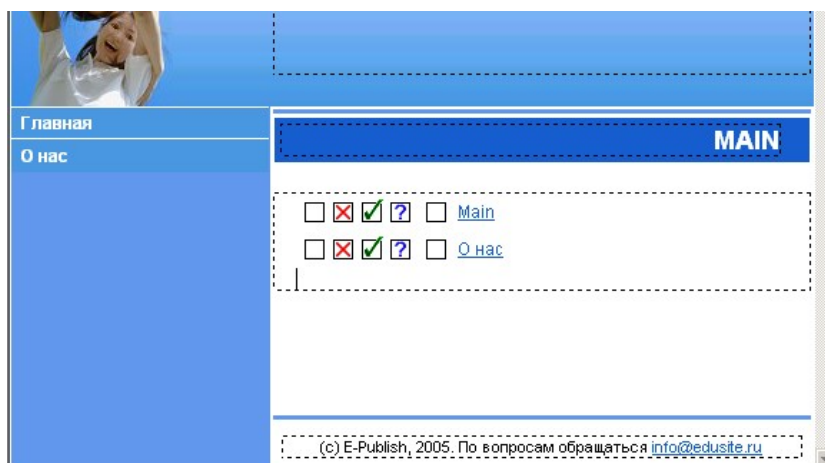 Главная
О нас
MAIN
? Main
? О нас
(c) E-Publish, 2005. По вопросам обращаться info@edusite.ru